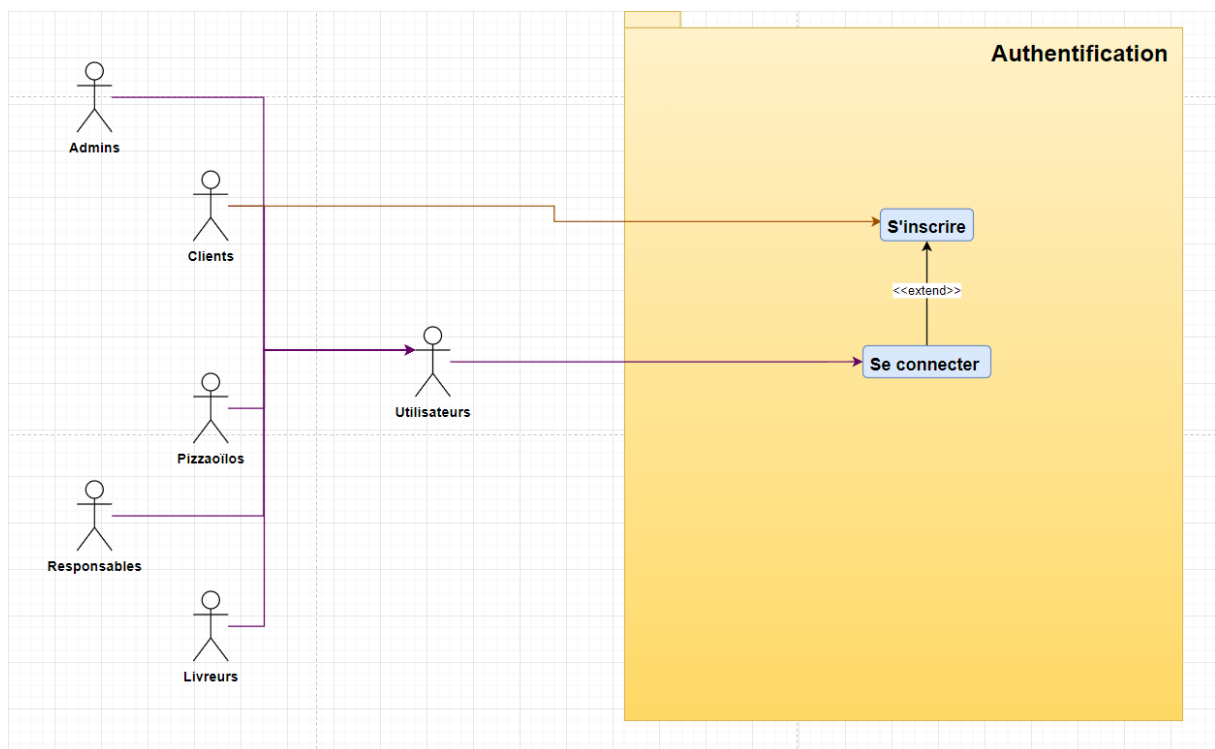 Authentification
Admins
Clients
S'inscrire
<<extend>>
Se connecter
Utilisateurs
Pizzaoïlos
Responsables
Livreurs